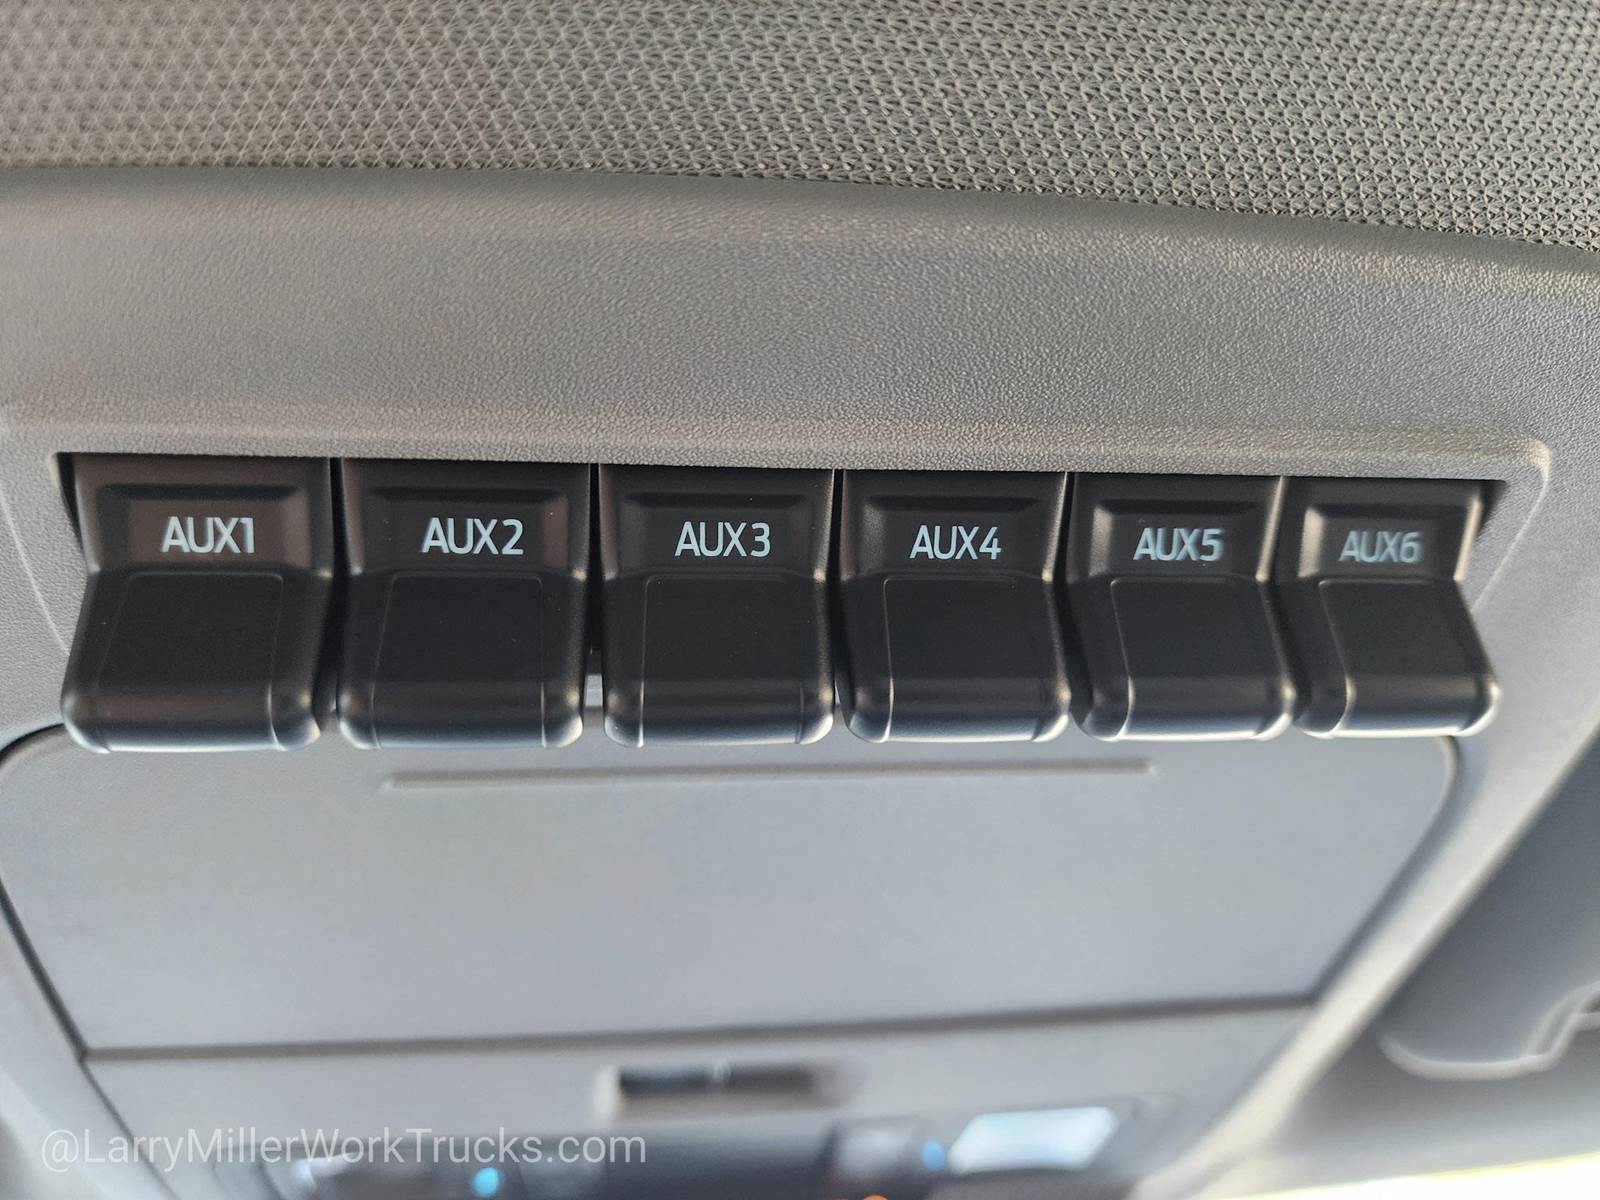 AUX1 AUX2 AUX3 AUX4 AUX5 AUX6
@LarryMillerWorkTrucks.com